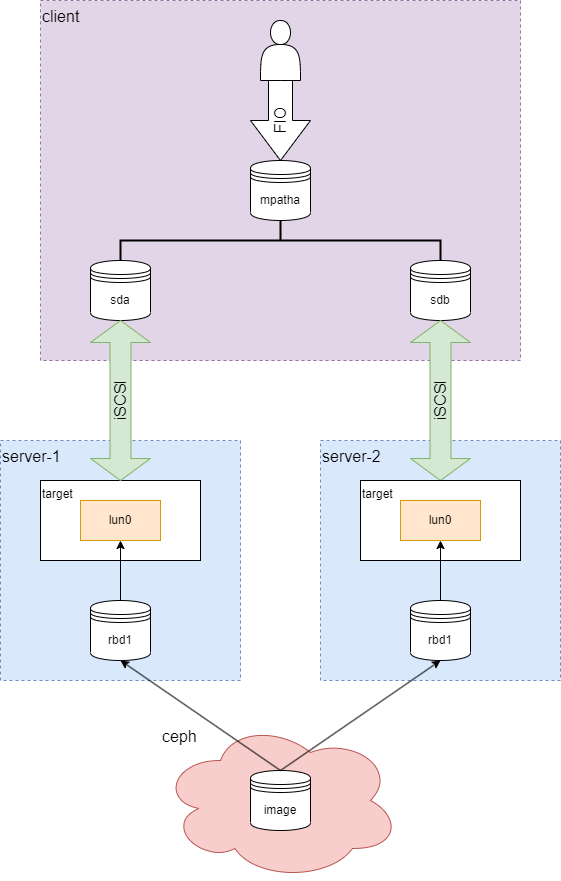 client
FIO
mpatha
sda
sdb
iSCSI
iSCSI
server-1
server-2
target
target
lun0
lun0
rbd1
rbd1
ceph
image